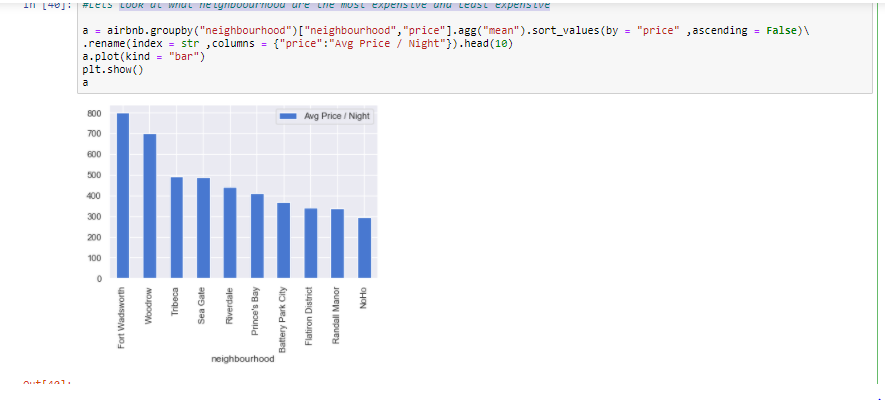 In [40]: #Lets Look at what neighbourhood are the most expensive and least expensive
a = airbnb.groupby("neighbourhood")["neighbourhood","price"].agg("mean").sort_values(by = "price" ,ascending = False)\
.rename(index = str ,columns = {"price":"Avg Price / Night"}).head(10)
a.plot(kind = "bar")
plt.show()
a
Avg Price / Night
800
700
600
500
400
300
200
100
0
Fort Wadsworth
Woodrow
Tribeca
Sea Gate
Riverdale
Prince's Bay
Battery Park City
Flatiron District
Randall Manor
NoHo
neighbourhood
Out[40]: